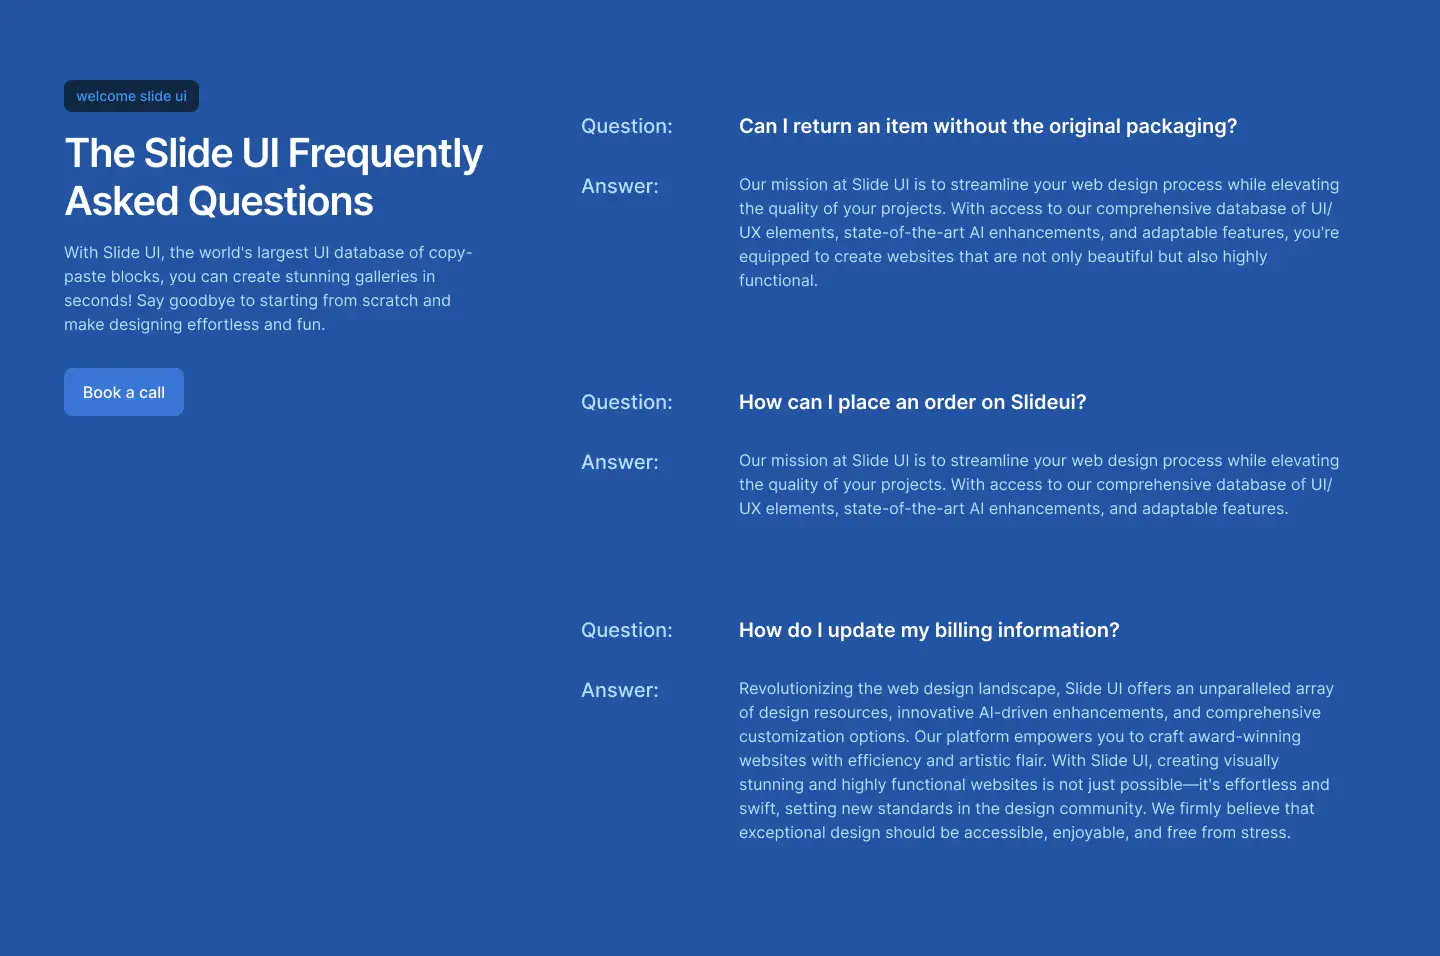 welcome slide ui
The Slide UI Frequently
Asked Questions
With Slide UI, the world's largest UI database of copy-
paste blocks, you can create stunning galleries in
seconds! Say goodbye to starting from scratch and
make designing effortless and fun.
Book a call
Question:
Can I return an item without the original packaging?
Answer:
Our mission at Slide UI is to streamline your web design process while elevating
the quality of your projects. With access to our comprehensive database of UI/
UX elements, state-of-the-art AI enhancements, and adaptable features, you're
equipped to create websites that are not only beautiful but also highly
functional.
Question:
How can I place an order on Slideui?
Answer:
Our mission at Slide UI is to streamline your web design process while elevating
the quality of your projects. With access to our comprehensive database of UI/
UX elements, state-of-the-art AI enhancements, and adaptable features.
Question:
How do I update my billing information?
Answer:
Revolutionizing the web design landscape, Slide UI offers an unparalleled array
of design resources, innovative AI-driven enhancements, and comprehensive
customization options. Our platform empowers you to craft award-winning
websites with efficiency and artistic flair. With Slide UI, creating visually
stunning and highly functional websites is not just possible—it's effortless and
swift, setting new standards in the design community. We firmly believe that
exceptional design should be accessible, enjoyable, and free from stress.